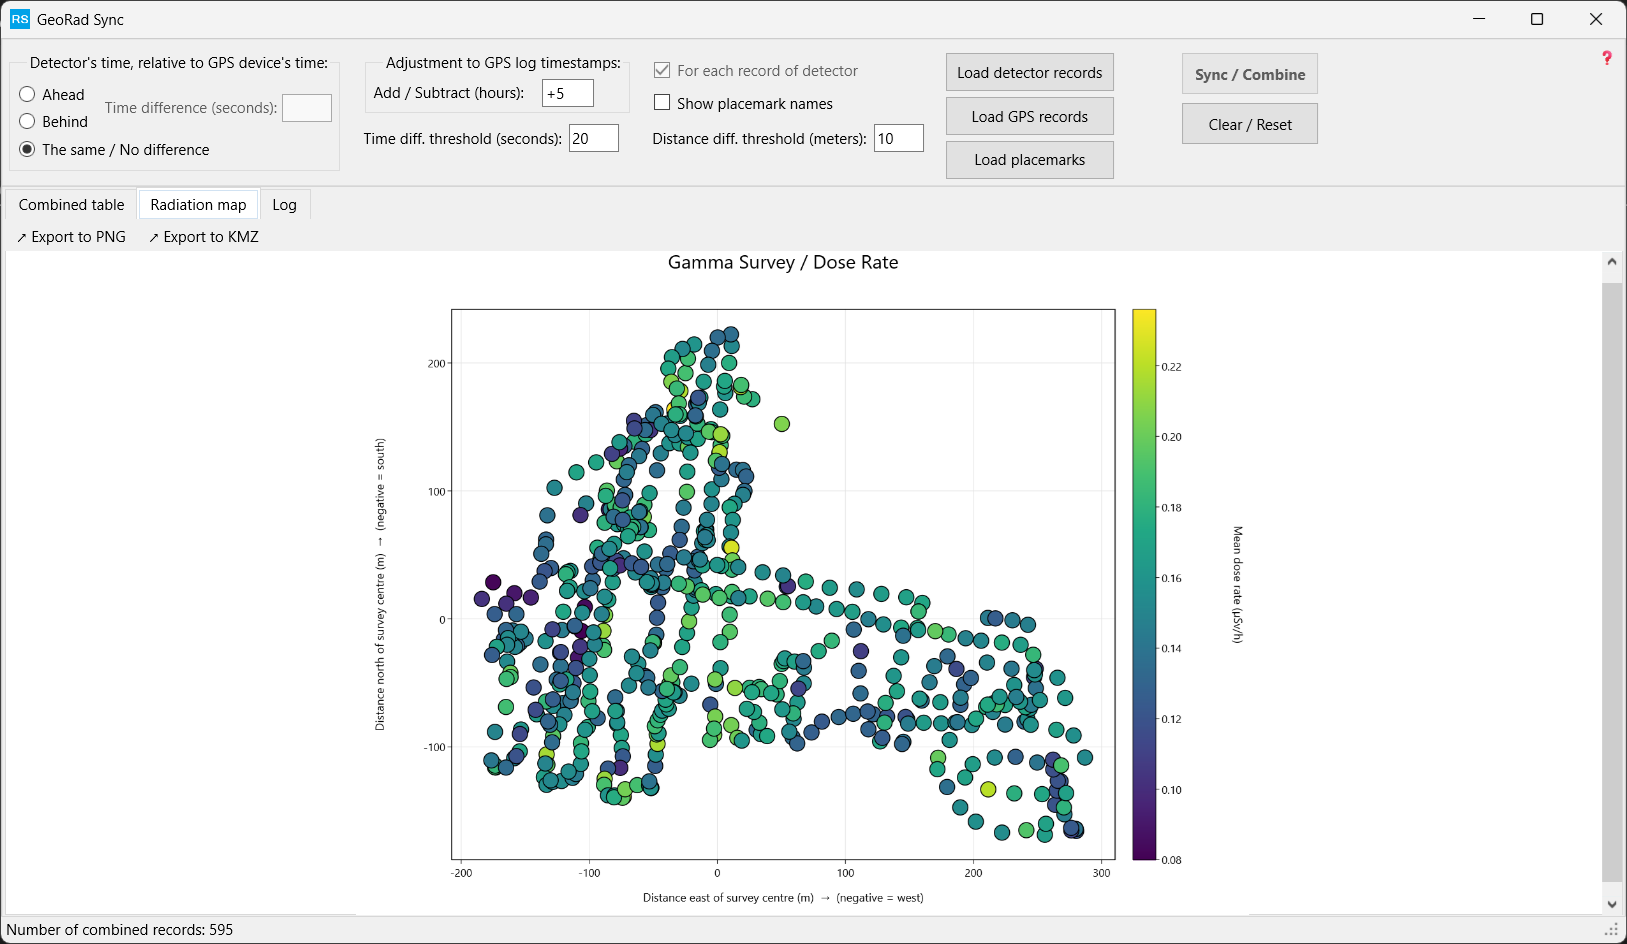 RS GeoRad Sync
Detector's time, relative to GPS device's time:
Ahead
Behind
Time difference (seconds):
The same / No difference
Adjustment to GPS log timestamps:
Add / Subtract (hours): +5
Time diff. threshold (seconds): 20
For each record of detector
Show placemark names
Distance diff. threshold (meters): 10
Load detector records
Load GPS records
Load placemarks
Sync / Combine
Clear / Reset
?
Combined table Radiation map Log
↗ Export to PNG ↗ Export to KMZ
Gamma Survey / Dose Rate
Distance north of survey centre (m) → (negative = south)
200
100
0
-100
-200 -100 0 100 200 300
Distance east of survey centre (m) → (negative = west)
0.22
0.20
0.18
0.16
0.14
0.12
0.10
0.08
Mean dose rate (μSv/h)
Number of combined records: 595